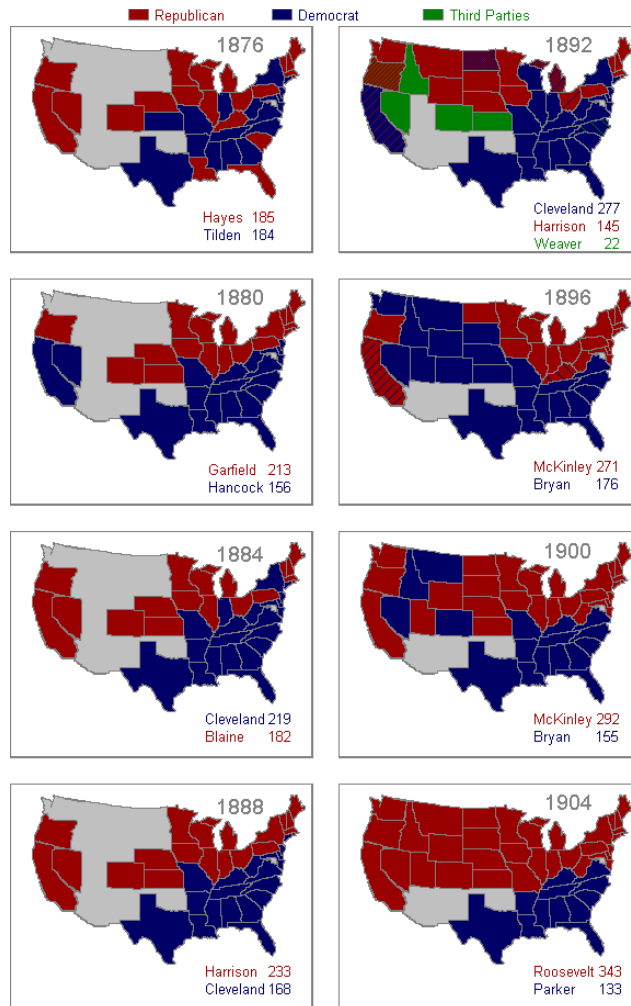 Republican Democrat Third Parties
1876
Hayes 185
Tilden 184
1892
Cleveland 277
Harrison 145
Weaver 22
1880
Garfield 213
Hancock 156
1896
McKinley 271
Bryan 176
1884
Cleveland 219
Blaine 182
1900
McKinley 292
Bryan 155
1888
Harrison 233
Cleveland 168
1904
Roosevelt 343
Parker 133